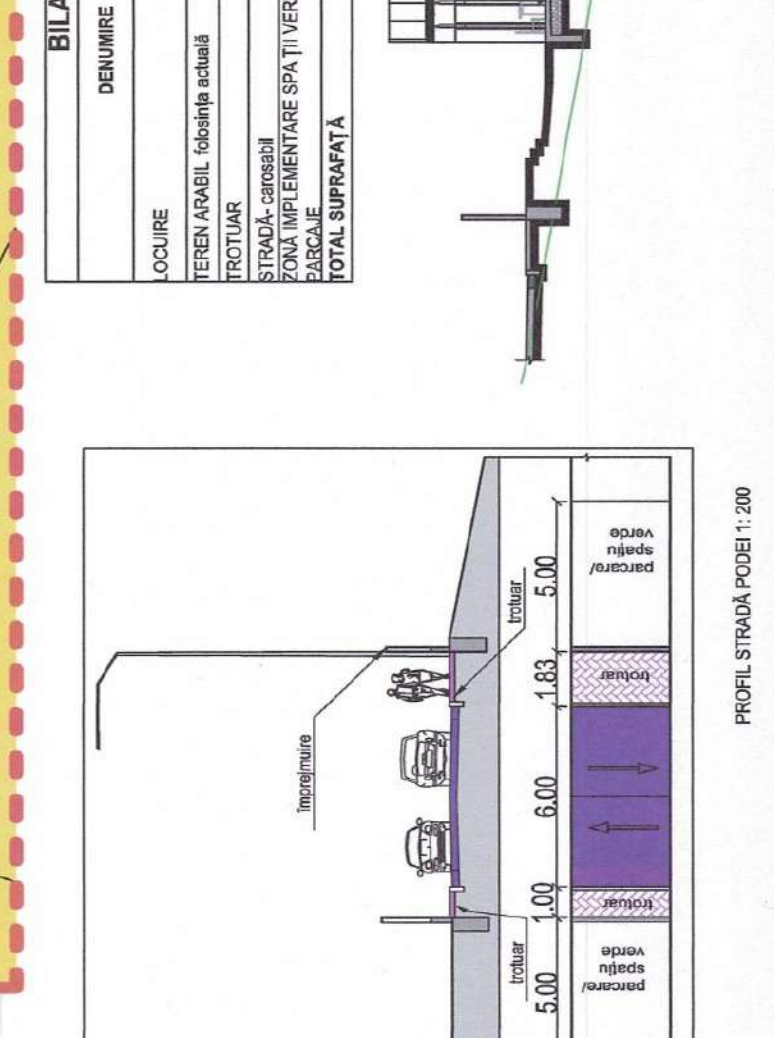 BILA
DENUMIRE
LOCUIRE
TEREN ARABIL folosința actuală
TROTUAR
STRADĂ- carosabil
ZONĂ IMPLEMENTARE SPA ȚII VER
PARCAJE
TOTAL SUPRAFAȚĂ
împrejmuire
trotuar
trotuar
5.00
1.00
6.00
1.83
5.00
parcare/
spațiu
verde
trotuar
trotuar
parcare/
spațiu
verde
PROFIL STRADĂ PODEI 1: 200